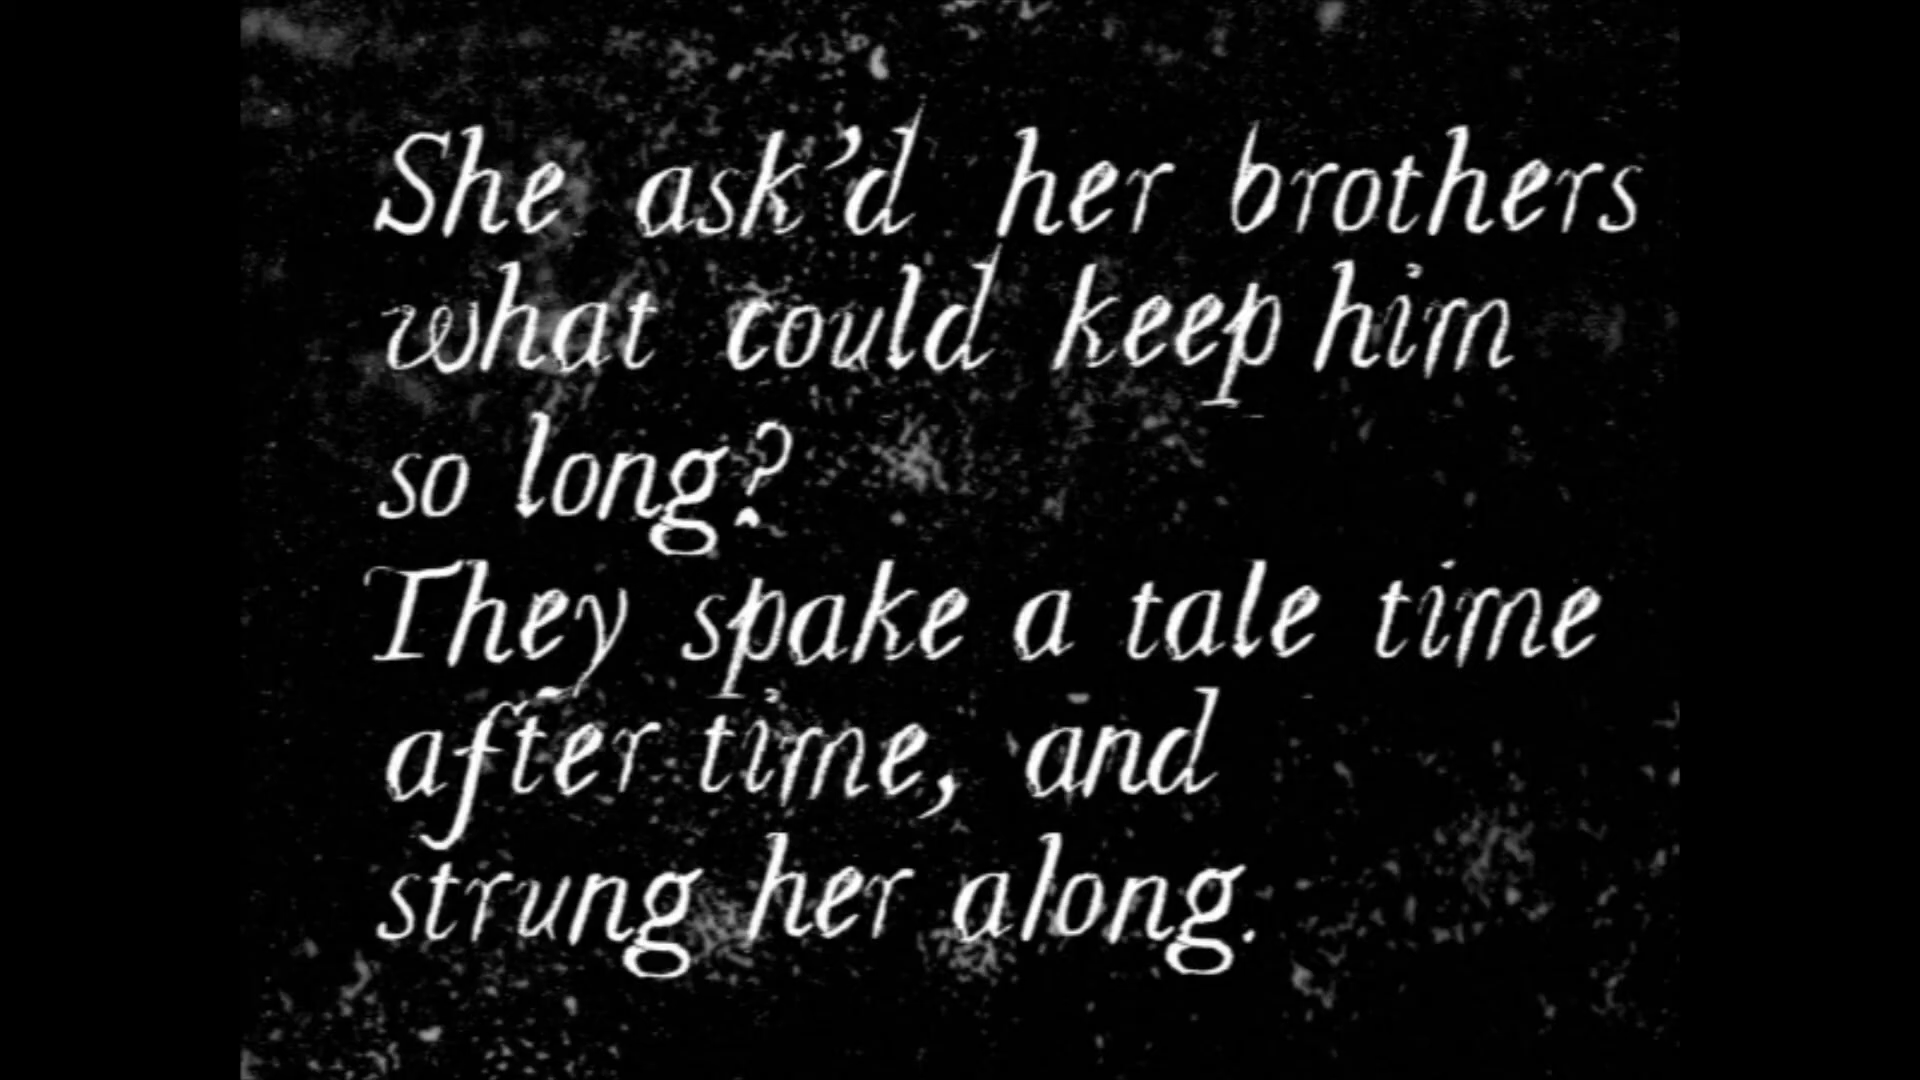 She ask’d her brothers
what could keep him
so long?
They spake a tale time
after time, and
strung her along.